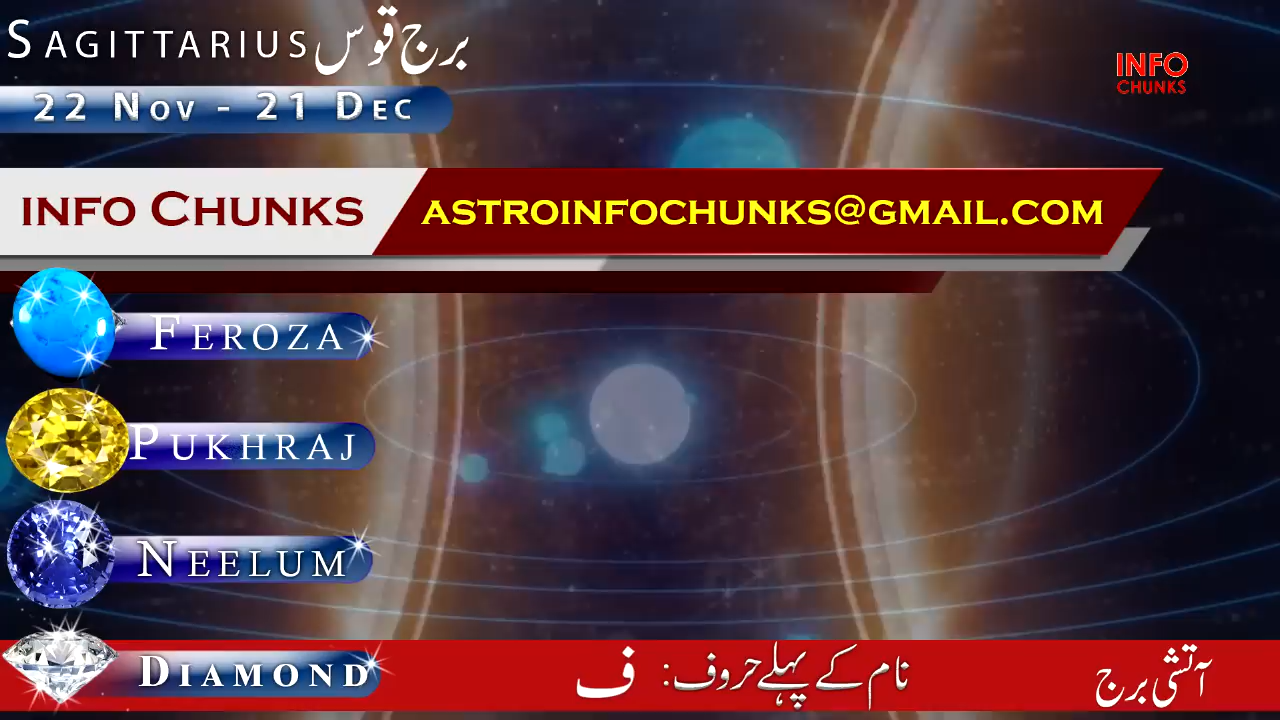 SAGITTARIUS برج قوس
INFO
CHUNKS
22 NOV - 21 DEC
INFO CHUNKS ASTROINFOCHUNKS@GMAIL.COM
FEROZA
PUKHRAJ
NEELUM
DIAMOND
نام کے پہلے حروف: ف
آتشی برج